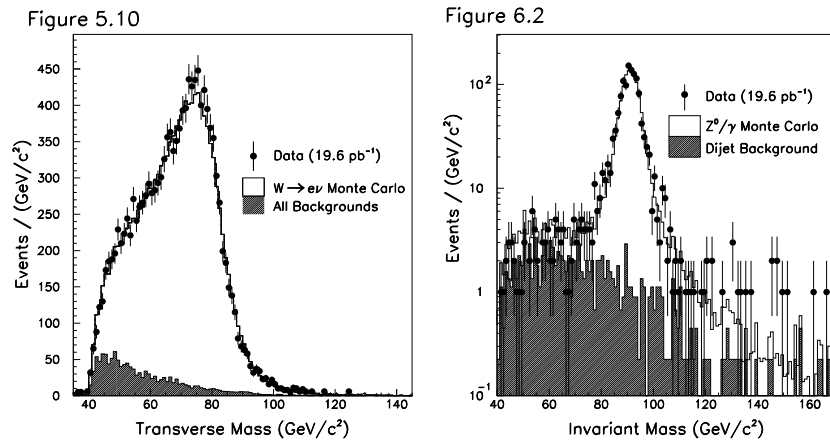 Figure 5.10
Events / (GeV/c²)
450
400
350
300
250
200
150
100
50
0
Data (19.6 pb⁻¹)
W → eν Monte Carlo
All Backgrounds
40 60 80 100 120 140
Transverse Mass (GeV/c²)
Figure 6.2
Events / (GeV/c²)
10²
10
1
10⁻¹
Data (19.6 pb⁻¹)
Z⁰/γ Monte Carlo
Dijet Background
40 60 80 100 120 140 160
Invariant Mass (GeV/c²)